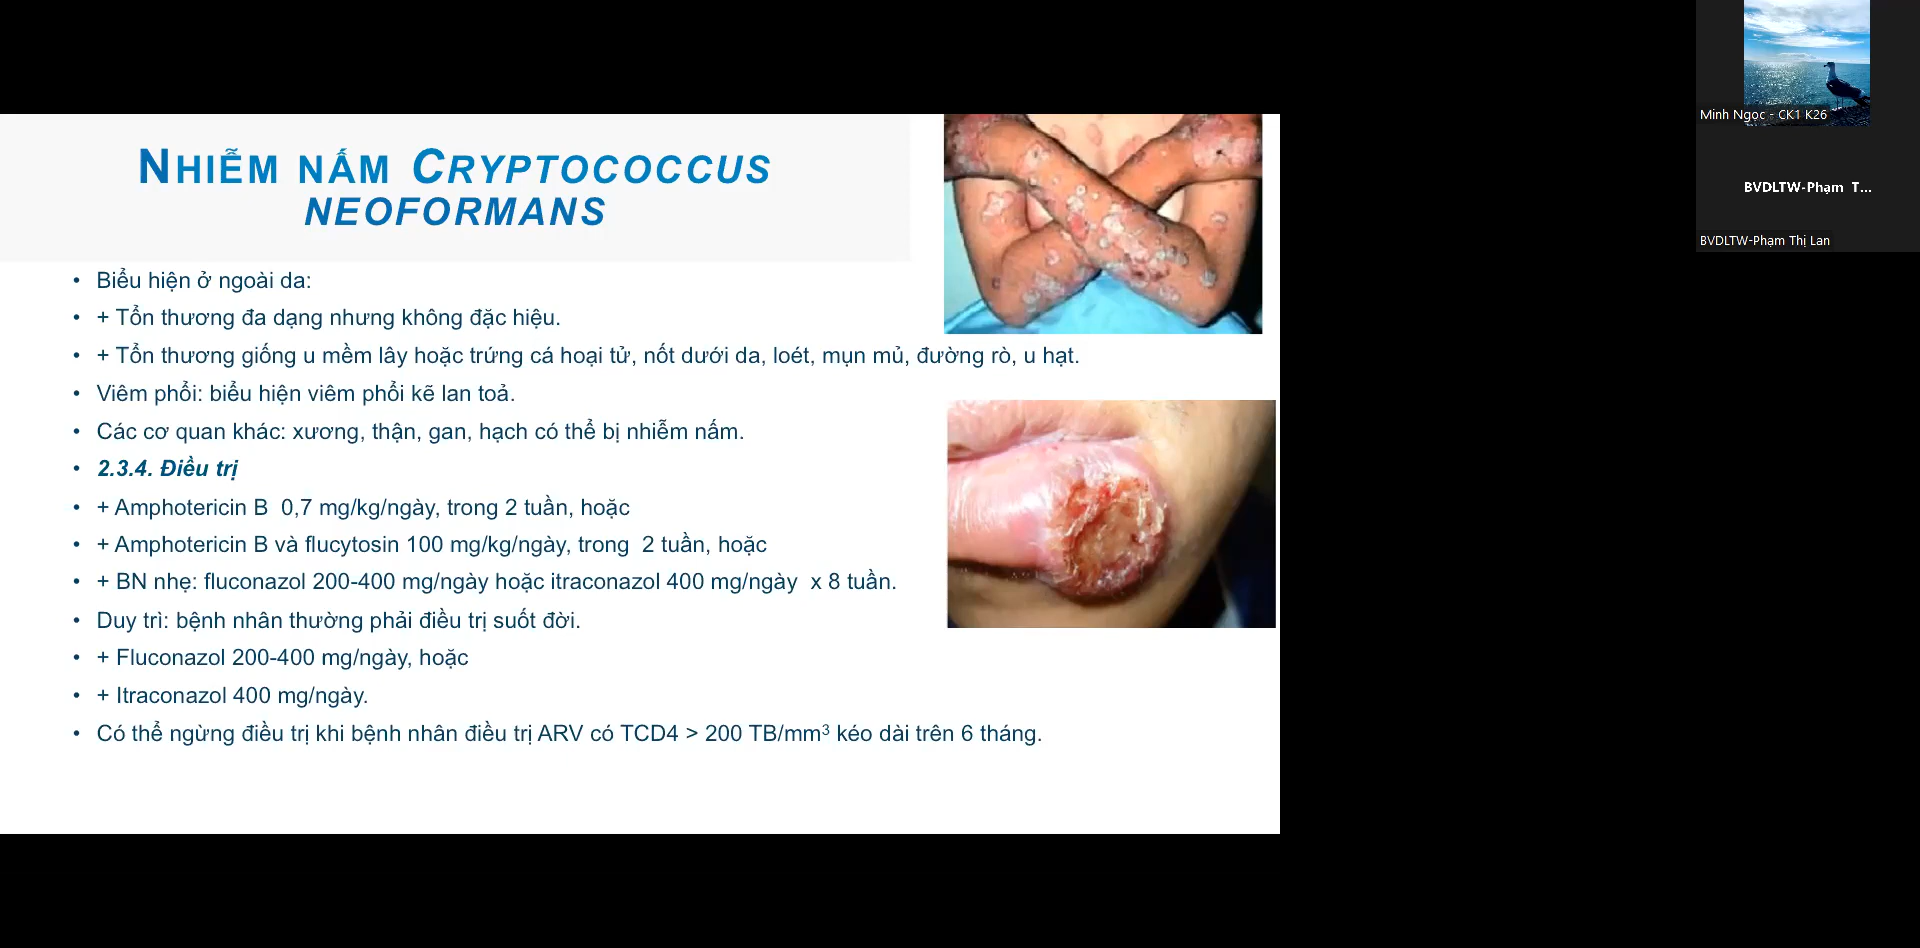 NHIỄM NẤM CRYPTOCOCCUS
NEOFORMANS
• Biểu hiện ở ngoài da:
• + Tổn thương đa dạng nhưng không đặc hiệu.
• + Tổn thương giống u mềm lây hoặc trứng cá hoại tử, nốt dưới da, loét, mụn mủ, đường rò, u hạt.
• Viêm phổi: biểu hiện viêm phổi kẽ lan toả.
• Các cơ quan khác: xương, thận, gan, hạch có thể bị nhiễm nấm.
• 2.3.4. Điều trị
• + Amphotericin B 0,7 mg/kg/ngày, trong 2 tuần, hoặc
• + Amphotericin B và flucytosin 100 mg/kg/ngày, trong 2 tuần, hoặc
• + BN nhẹ: fluconazol 200-400 mg/ngày hoặc itraconazol 400 mg/ngày x 8 tuần.
• Duy trì: bệnh nhân thường phải điều trị suốt đời.
• + Fluconazol 200-400 mg/ngày, hoặc
• + Itraconazol 400 mg/ngày.
• Có thể ngừng điều trị khi bệnh nhân điều trị ARV có TCD4 > 200 TB/mm³ kéo dài trên 6 tháng.
Minh Ngọc - CK1 K26
BVDLTW-Phạm T...
BVDLTW-Phạm Thị Lan